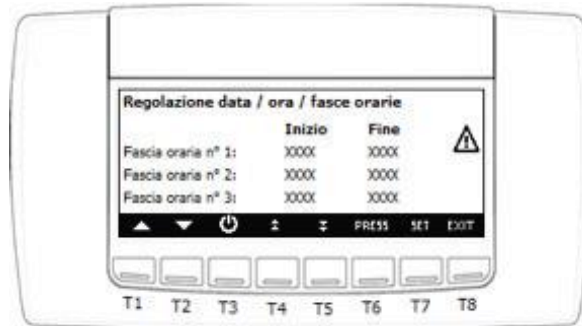 Regolazione data / ora / fasce orarie
Inizio Fine
Fascia oraria n° 1: XXXX XXXX
Fascia oraria n° 2: XXXX XXXX
Fascia oraria n° 3: XXXX XXXX
PRESS SET EXIT
T1 T2 T3 T4 T5 T6 T7 T8